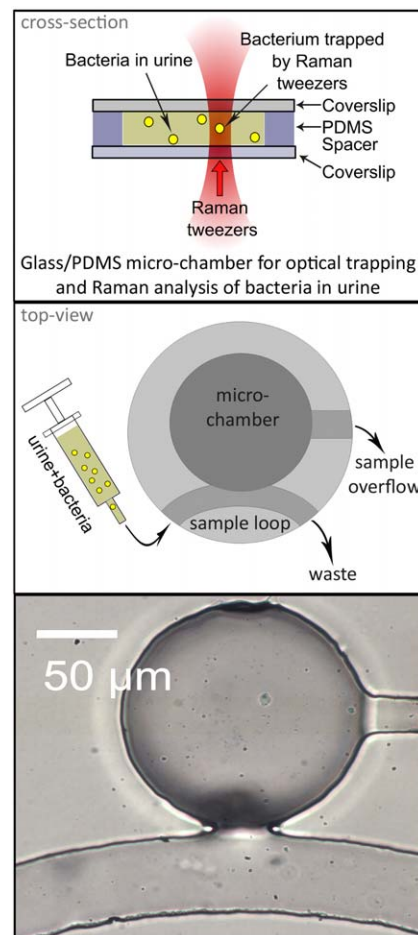 cross-section
Bacterium trapped
by Raman
tweezers
Bacteria in urine
Coverslip
PDMS
Spacer
Coverslip
Raman
tweezers
Glass/PDMS micro-chamber for optical trapping
and Raman analysis of bacteria in urine
top-view
urine+bacteria
micro-
chamber
sample loop
sample
overflow
waste
50 µm